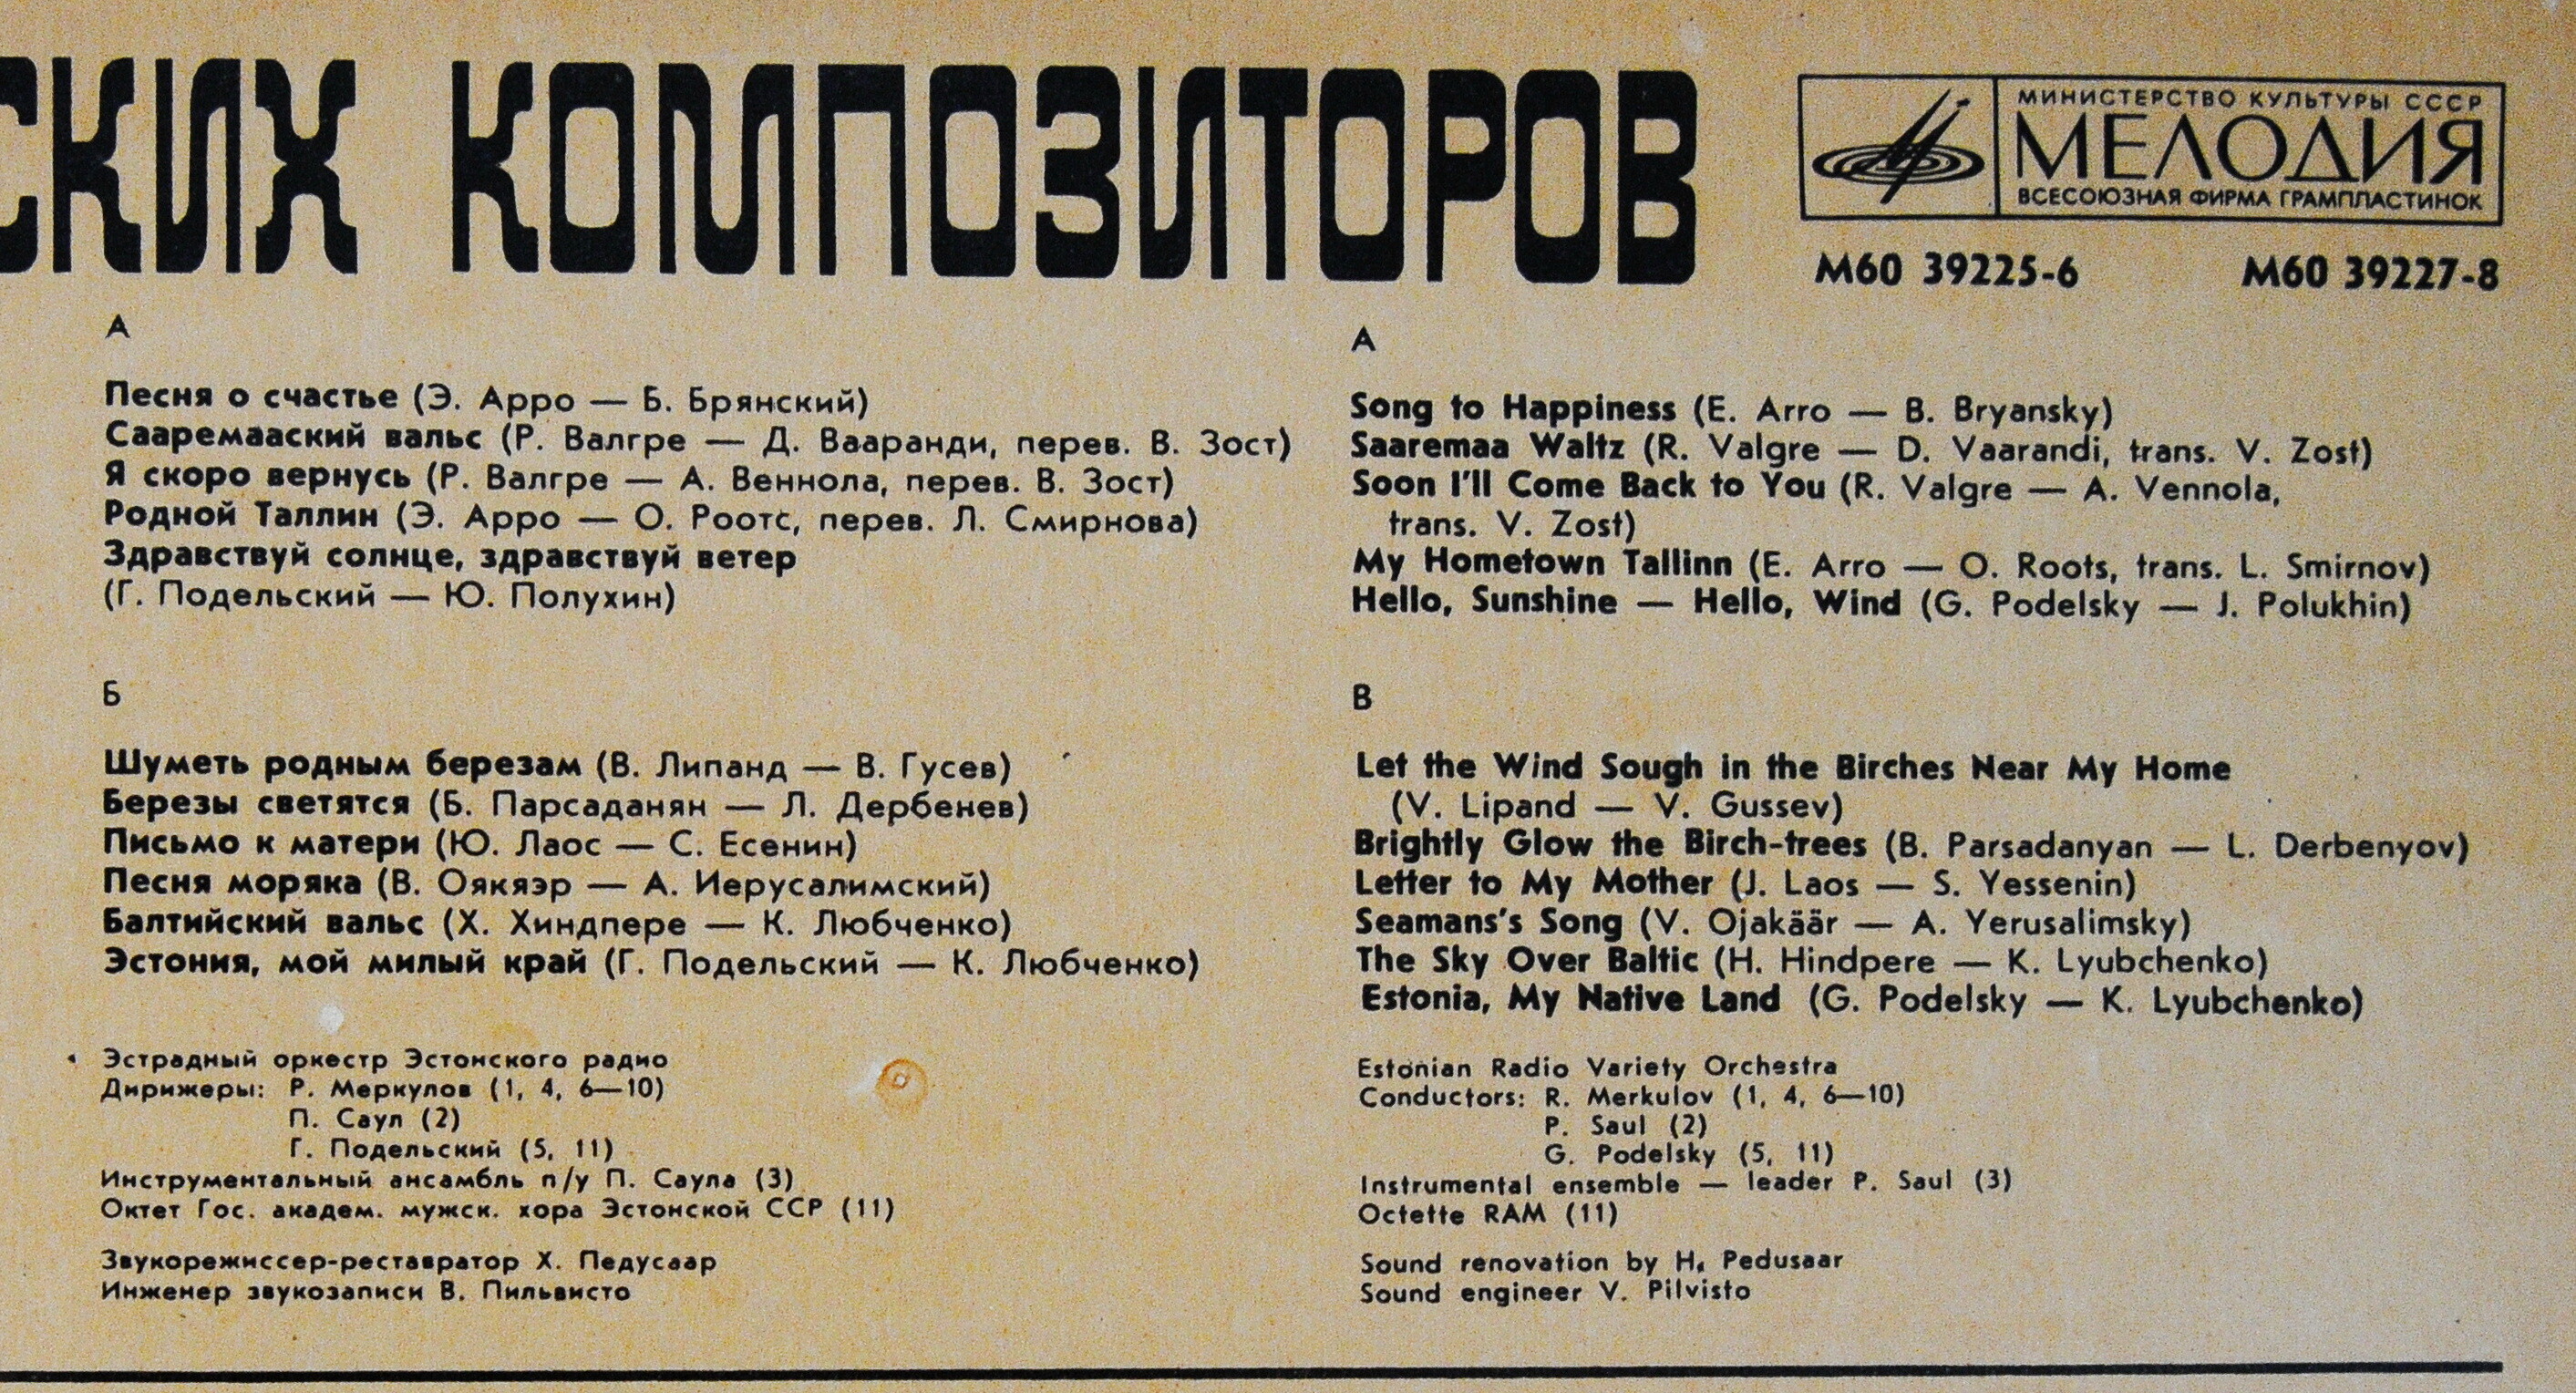 СКИХ КОМПОЗИТОРОВ
МИНИСТЕРСТВО КУЛЬТУРЫ СССР
МЕЛОДИЯ
ВСЕСОЮЗНАЯ ФИРМА ГРАМПЛАСТИНОК
М60 39225-6 М60 39227-8
А
Песня о счастье (Э. Арро — Б. Брянский)
Сааремааский вальс (Р. Валгре — Д. Вааранди, перев. В. Зост)
Я скоро вернусь (Р. Валгре — А. Веннола, перев. В. Зост)
Родной Таллин (Э. Арро — О. Роотс, перев. Л. Смирнова)
Здравствуй солнце, здравствуй ветер
(Г. Подельский — Ю. Полухин)
Б
Шуметь родным березам (В. Липанд — В. Гусев)
Березы светятся (Б. Парсаданян — Л. Дербенев)
Письмо к матери (Ю. Лаос — С. Есенин)
Песня моряка (В. Оякяэр — А. Иерусалимский)
Балтийский вальс (Х. Хиндпере — К. Любченко)
Эстония, мой милый край (Г. Подельский — К. Любченко)
Эстрадный оркестр Эстонского радио
Дирижеры: Р. Меркулов (1, 4, 6—10)
П. Саул (2)
Г. Подельский (5, 11)
Инструментальный ансамбль п/у П. Саула (3)
Октет Гос. академ. мужск. хора Эстонской ССР (11)
Звукорежиссер-реставратор Х. Педусаар
Инженер звукозаписи В. Пильвисто
A
Song to Happiness (E. Arro — B. Bryansky)
Saaremaa Waltz (R. Valgre — D. Vaarandi, trans. V. Zost)
Soon I'll Come Back to You (R. Valgre — A. Vennola,
trans. V. Zost)
My Hometown Tallinn (E. Arro — O. Roots, trans. L. Smirnov)
Hello, Sunshine — Hello, Wind (G. Podelsky — J. Polukhin)
B
Let the Wind Sough in the Birches Near My Home
(V. Lipand — V. Gussev)
Brightly Glow the Birch-trees (B. Parsadanyan — L. Derbenyov)
Letter to My Mother (J. Laos — S. Yessenin)
Seamans's Song (V. Ojakäär — A. Yerusalimsky)
The Sky Over Baltic (H. Hindpere — K. Lyubchenko)
Estonia, My Native Land (G. Podelsky — K. Lyubchenko)
Estonian Radio Variety Orchestra
Conductors: R. Merkulov (1, 4, 6—10)
P. Saul (2)
G. Podelsky (5, 11)
Instrumental ensemble — leader P. Saul (3)
Octette RAM (11)
Sound renovation by H. Pedusaar
Sound engineer V. Pilvisto